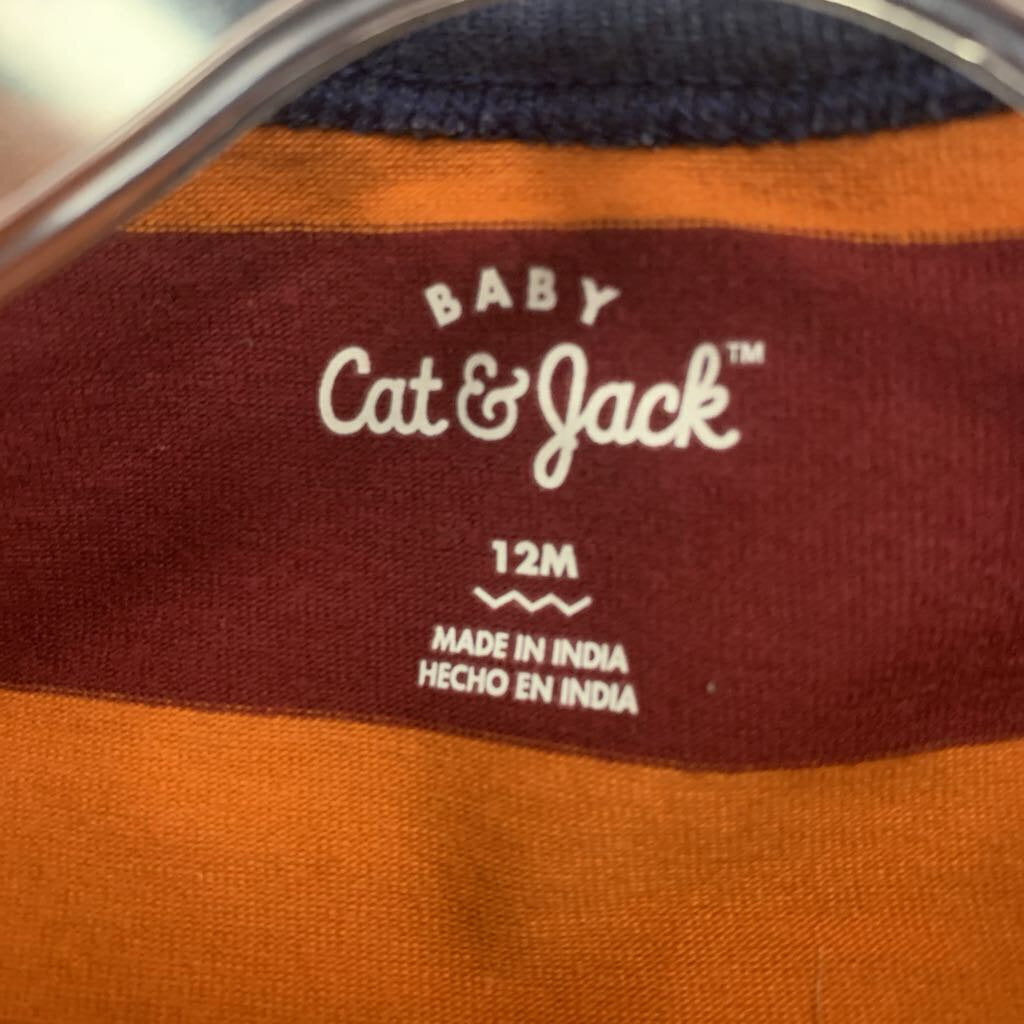 BABY
Cat & Jack™
12M
MADE IN INDIA
HECHO EN INDIA